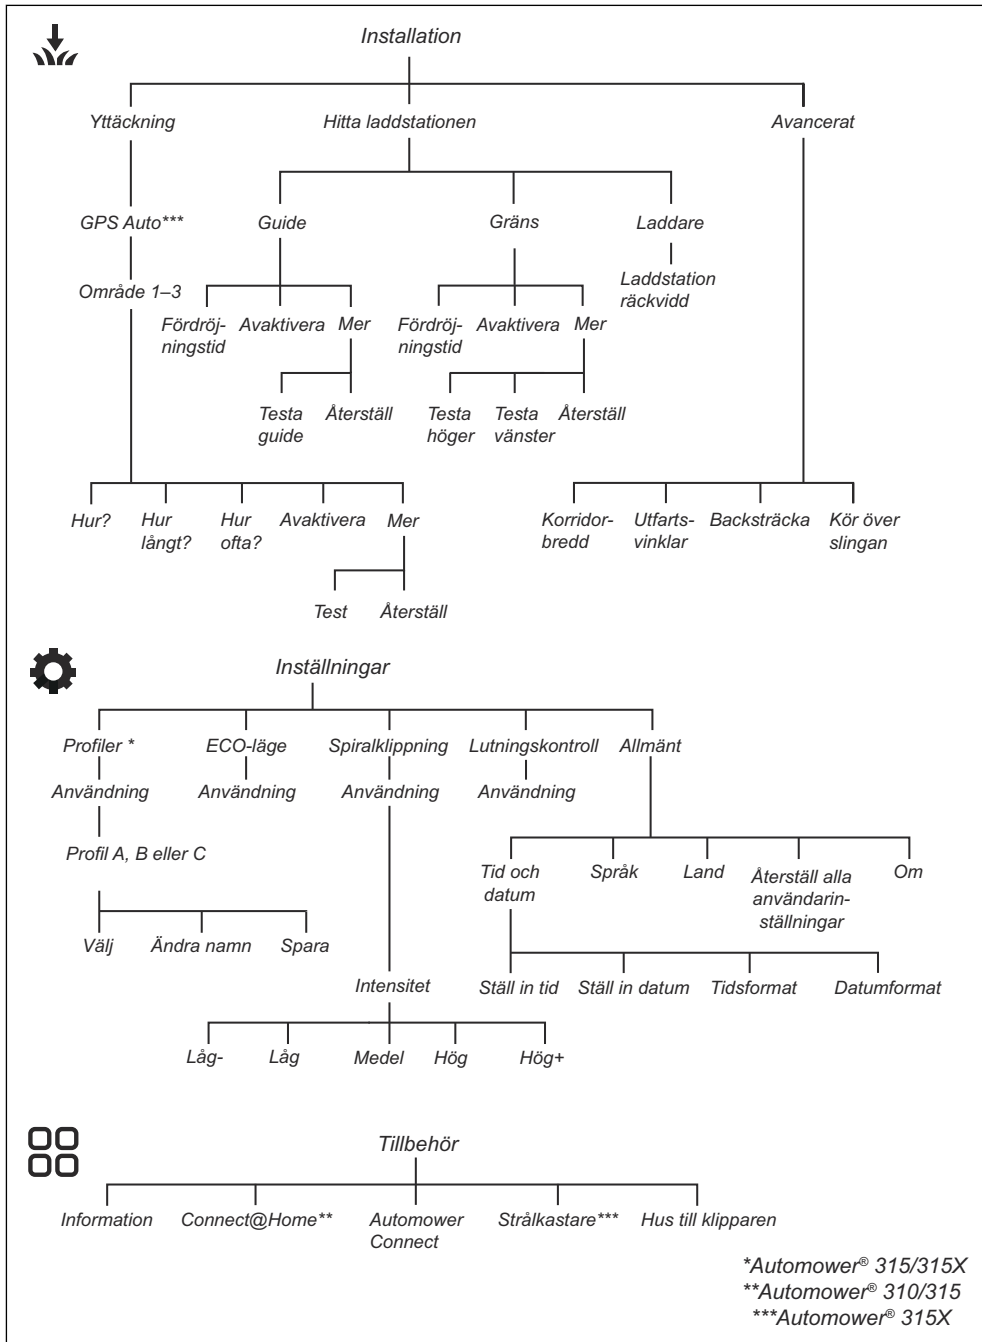 Installation
Yttäckning
Hitta laddstationen
Avancerat
GPS Auto***
Guide
Gräns
Laddare
Område 1–3
Laddstation
räckvidd
Fördröj-
ningstid
Avaktivera
Mer
Fördröj-
ningstid
Avaktivera
Mer
Testa
guide
Återställ
Testa
höger
Testa
vänster
Återställ
Hur?
Hur
långt?
Hur
ofta?
Avaktivera
Mer
Korridor-
bredd
Utfarts-
vinklar
Backsträcka
Kör över
slingan
Test
Återställ
Inställningar
Profiler *
ECO-läge
Spiralklippning
Lutningskontroll
Allmänt
Användning
Användning
Användning
Användning
Profil A, B eller C
Tid och
datum
Språk
Land
Återställ alla
användarin-
ställningar
Om
Välj
Ändra namn
Spara
Intensitet
Ställ in tid
Ställ in datum
Tidsformat
Datumformat
Låg-
Låg
Medel
Hög
Hög+
Tillbehör
Information
Connect@Home**
Automower
Connect
Strålkastare***
Hus till klipparen
*Automower® 315/315X
**Automower® 310/315
***Automower® 315X